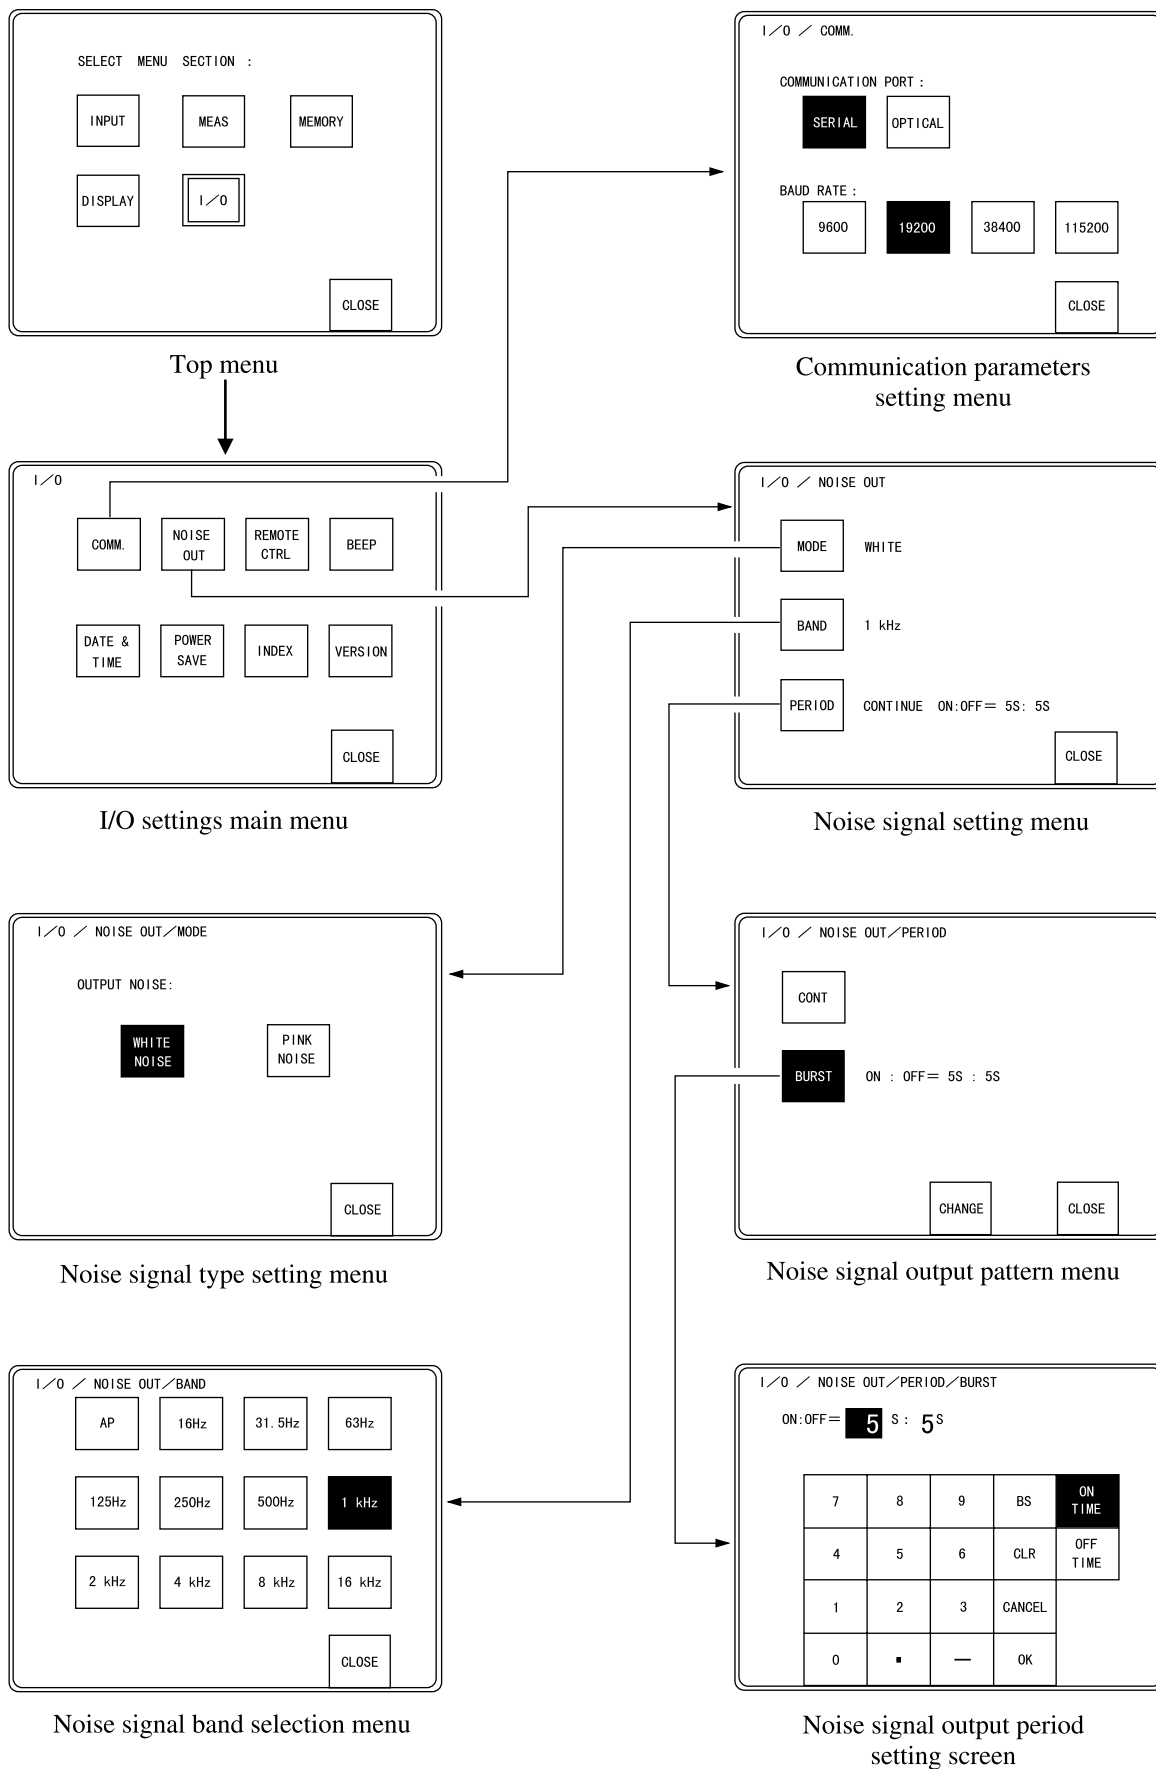 SELECT MENU SECTION :
INPUT
MEAS
MEMORY
DISPLAY
I／O
CLOSE
Top menu
I／O ／ COMM.
COMMUNICATION PORT :
SERIAL
OPTICAL
BAUD RATE :
9600
19200
38400
115200
CLOSE
Communication parameters
setting menu
I／O
COMM.
NOISE
OUT
REMOTE
CTRL
BEEP
DATE &
TIME
POWER
SAVE
INDEX
VERSION
CLOSE
I/O settings main menu
I／O ／ NOISE OUT
MODE WHITE
BAND 1 kHz
PERIOD CONTINUE ON:OFF＝ 5S: 5S
CLOSE
Noise signal setting menu
I／O ／ NOISE OUT／MODE
OUTPUT NOISE:
WHITE
NOISE
PINK
NOISE
CLOSE
Noise signal type setting menu
I／O ／ NOISE OUT／PERIOD
CONT
BURST ON : OFF＝ 5S : 5S
CHANGE
CLOSE
Noise signal output pattern menu
I／O ／ NOISE OUT／BAND
AP
16Hz
31.5Hz
63Hz
125Hz
250Hz
500Hz
1 kHz
2 kHz
4 kHz
8 kHz
16 kHz
CLOSE
Noise signal band selection menu
I／O ／ NOISE OUT／PERIOD／BURST
ON:OFF＝ 5 S : 5S
7
8
9
BS
ON
TIME
4
5
6
CLR
OFF
TIME
1
2
3
CANCEL
0
.
—
OK
Noise signal output period
setting screen